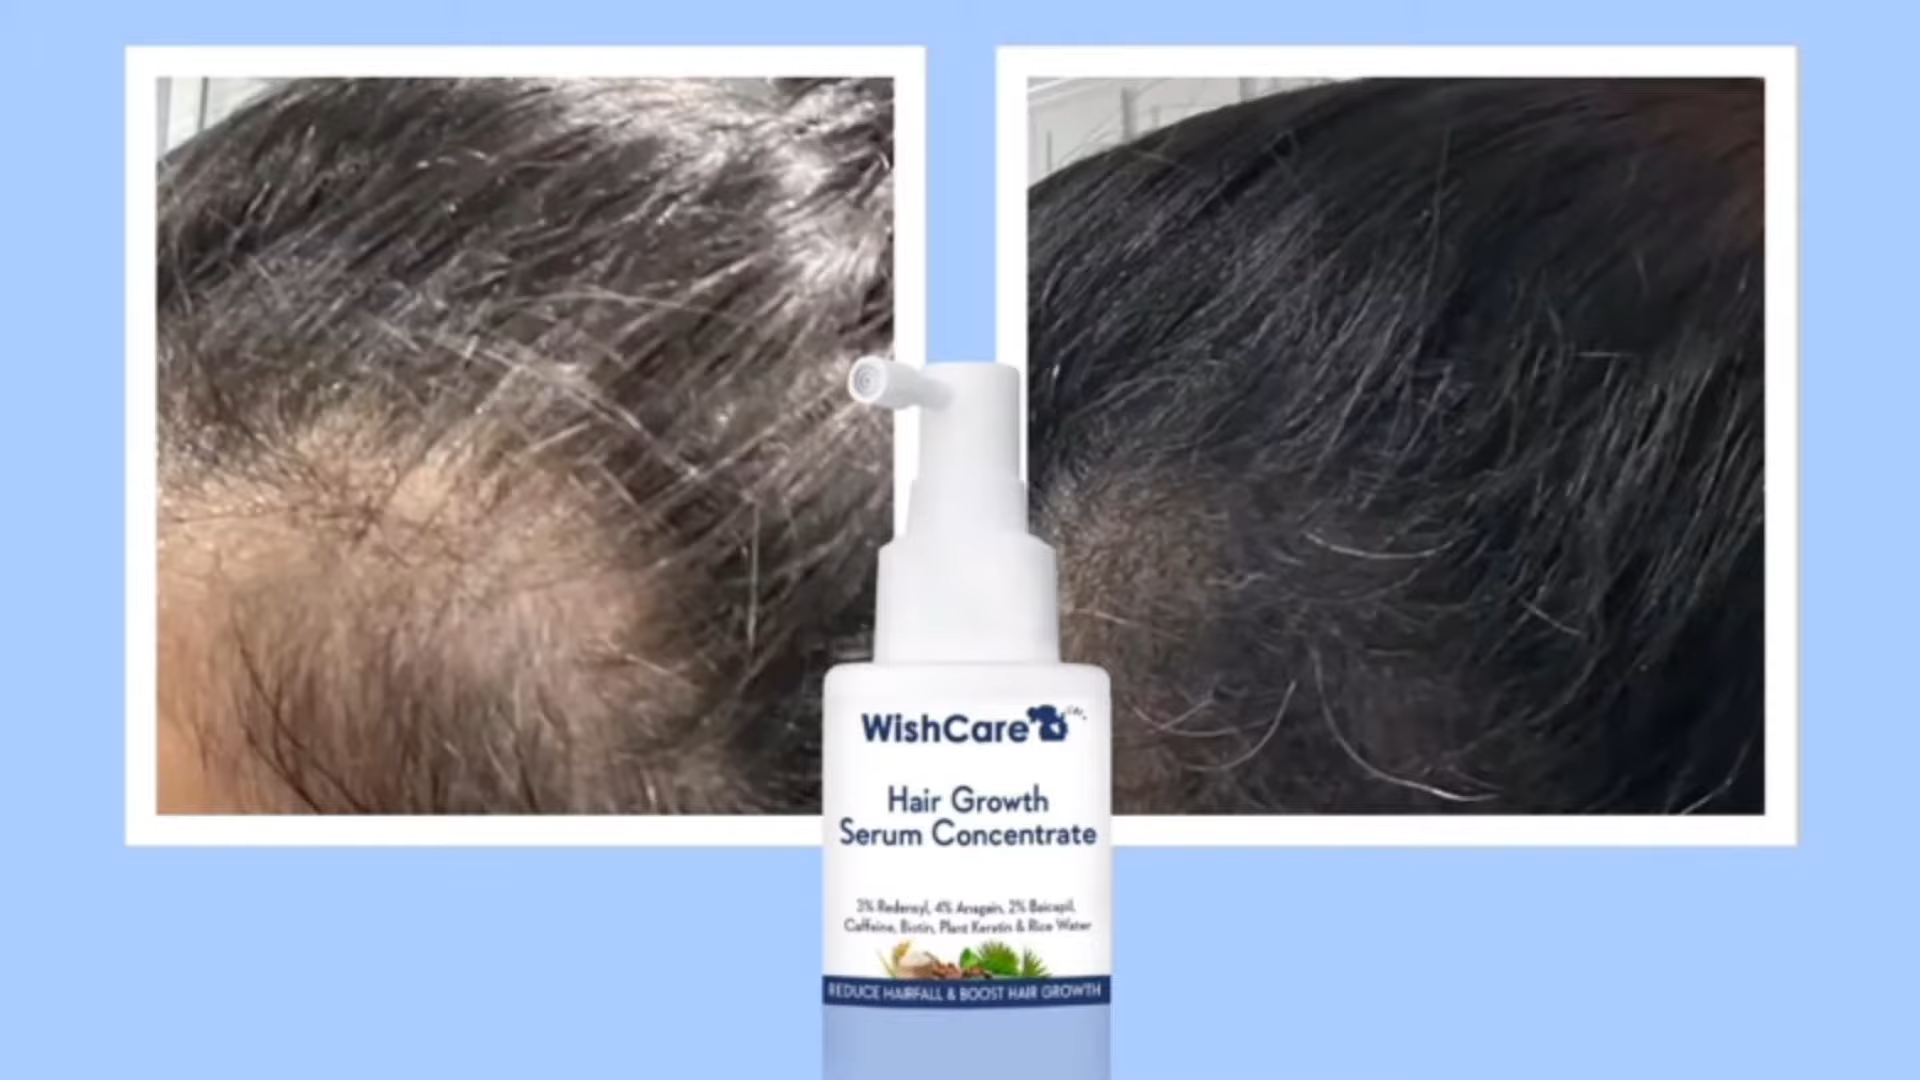 WishCare
Hair Growth
Serum Concentrate
3% Redensyl, 4% Anagain, 2% Baicapil,
Caffeine, Biotin, Plant Keratin & Rice Water
REDUCE HAIRFALL & BOOST HAIR GROWTH